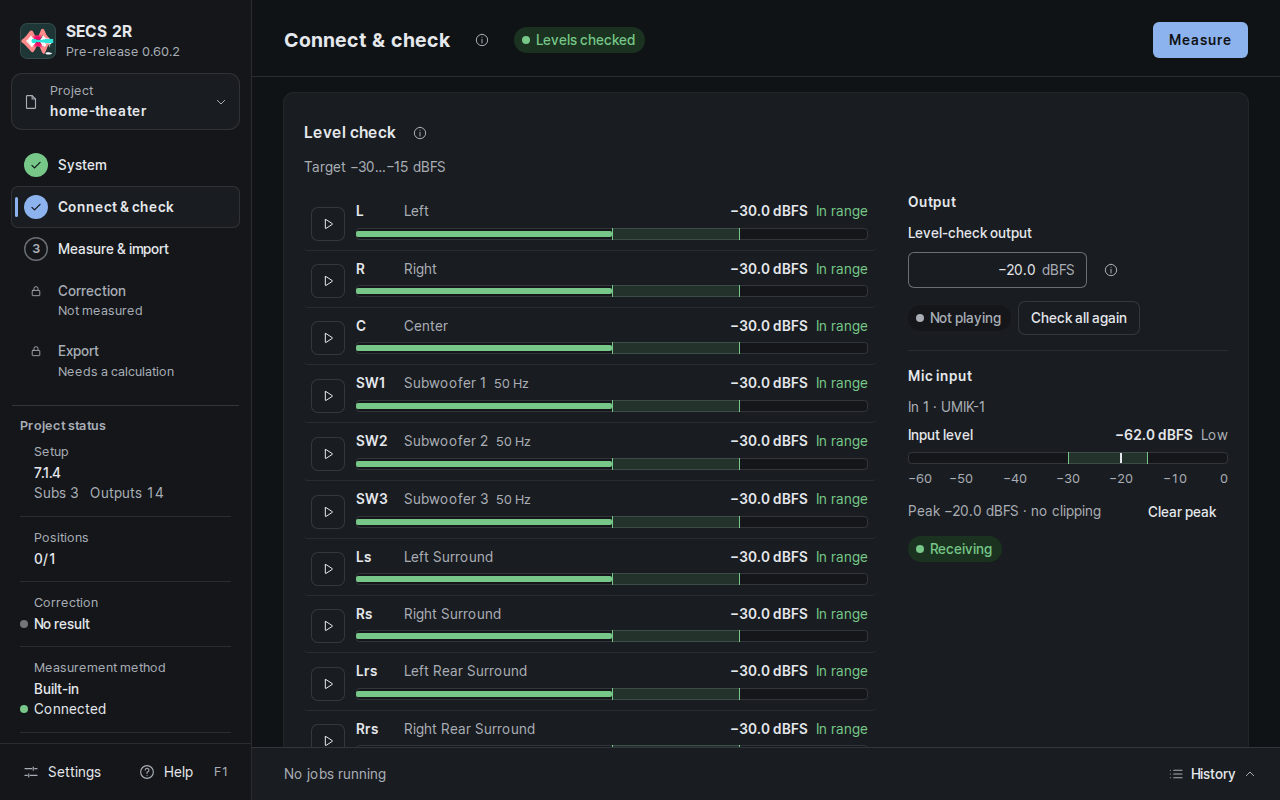 SECS 2R
Pre-release 0.60.2
Project
home-theater
System
Connect & check
3 Measure & import
Correction
Not measured
Export
Needs a calculation
Project status
Setup
7.1.4
Subs 3 Outputs 14
Positions
0/1
Correction
No result
Measurement method
Built-in
Connected
Settings Help F1
Connect & check Levels checked Measure
Level check
Target −30…−15 dBFS
L Left −30.0 dBFS In range
R Right −30.0 dBFS In range
C Center −30.0 dBFS In range
SW1 Subwoofer 1 50 Hz −30.0 dBFS In range
SW2 Subwoofer 2 50 Hz −30.0 dBFS In range
SW3 Subwoofer 3 50 Hz −30.0 dBFS In range
Ls Left Surround −30.0 dBFS In range
Rs Right Surround −30.0 dBFS In range
Lrs Left Rear Surround −30.0 dBFS In range
Rrs Right Rear Surround −30.0 dBFS In range
Output
Level-check output
−20.0 dBFS
Not playing Check all again
Mic input
In 1 · UMIK-1
Input level −62.0 dBFS Low
−60 −50 −40 −30 −20 −10 0
Peak −20.0 dBFS · no clipping Clear peak
Receiving
No jobs running History